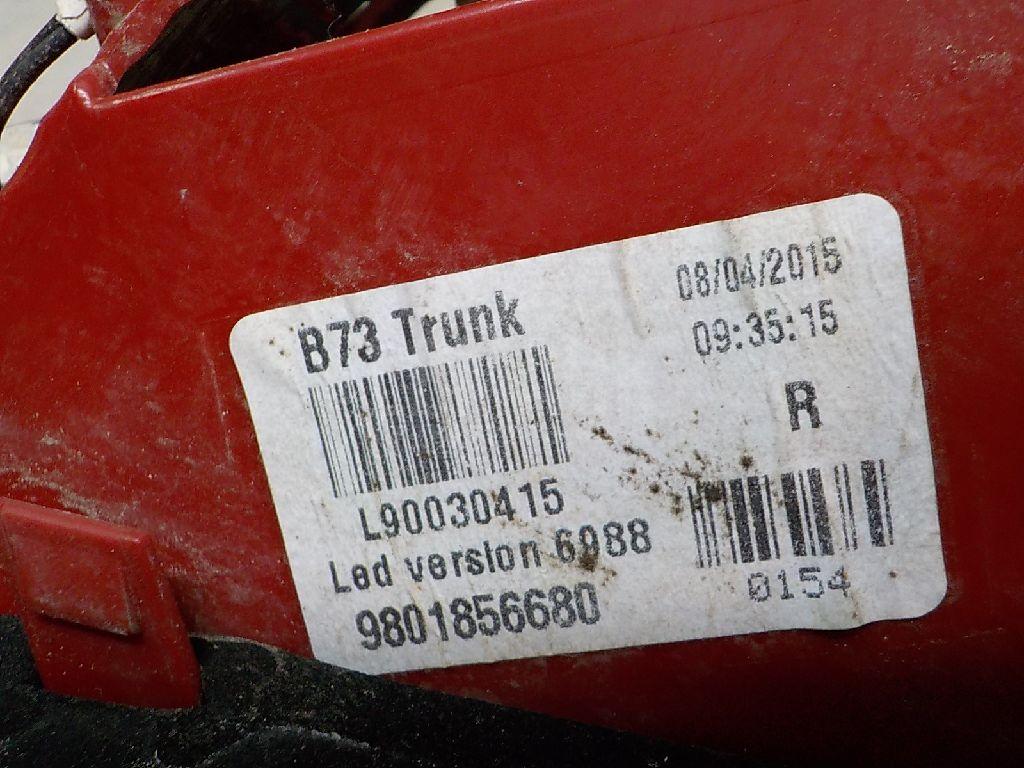 B73 Trunk
08/04/2015
09:35:15
R
L90030415
Led version 6988
9801856680
0154